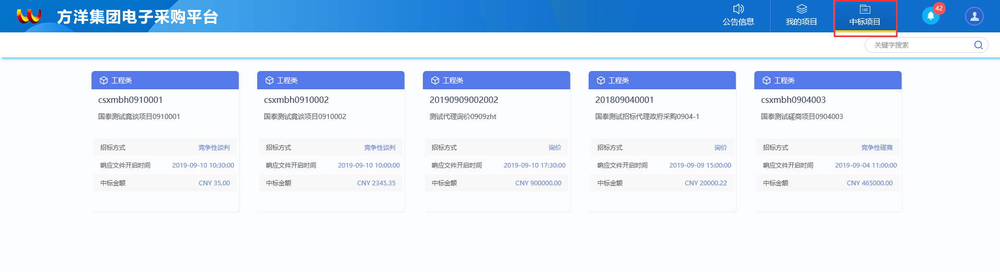 方洋集团电子采购平台
公告信息
我的项目
中标项目
42
关键字搜索
工程类
csxmbh0910001
国泰测试竟谈项目0910001
招标方式 竞争性谈判
响应文件开启时间 2019-09-10 10:30:00
中标金额 CNY 35.00
工程类
csxmbh0910002
国泰测试竟谈项目0910002
招标方式 竞争性谈判
响应文件开启时间 2019-09-10 10:00:00
中标金额 CNY 2345.35
工程类
20190909002002
测试代理询价0909zht
招标方式 询价
响应文件开启时间 2019-09-10 17:30:00
中标金额 CNY 900000.00
工程类
201809040001
国泰测试招标代理政府采购0904-1
招标方式 询价
响应文件开启时间 2019-09-09 15:00:00
中标金额 CNY 20000.22
工程类
csxmbh0904003
国泰测试磋商项目0904003
招标方式 竞争性磋商
响应文件开启时间 2019-09-04 11:00:00
中标金额 CNY 465000.00